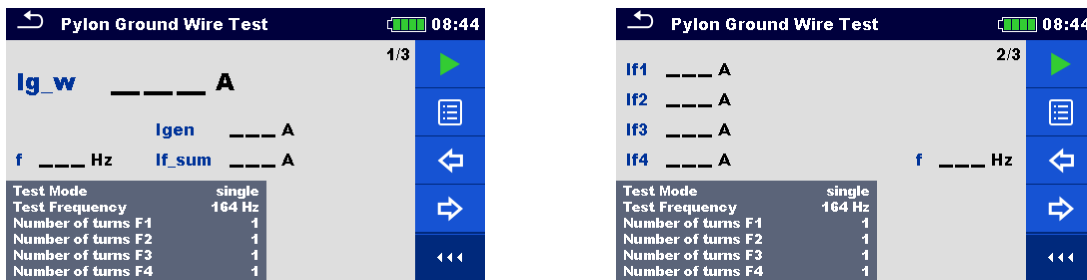 Pylon Ground Wire Test 08:44
1/3
Ig_w ___ A
Igen ___ A
f ___ Hz If_sum ___ A
Test Mode single
Test Frequency 164 Hz
Number of turns F1 1
Number of turns F2 1
Number of turns F3 1
Number of turns F4 1
Pylon Ground Wire Test 08:44
2/3
If1 ___ A
If2 ___ A
If3 ___ A
If4 ___ A f ___ Hz
Test Mode single
Test Frequency 164 Hz
Number of turns F1 1
Number of turns F2 1
Number of turns F3 1
Number of turns F4 1